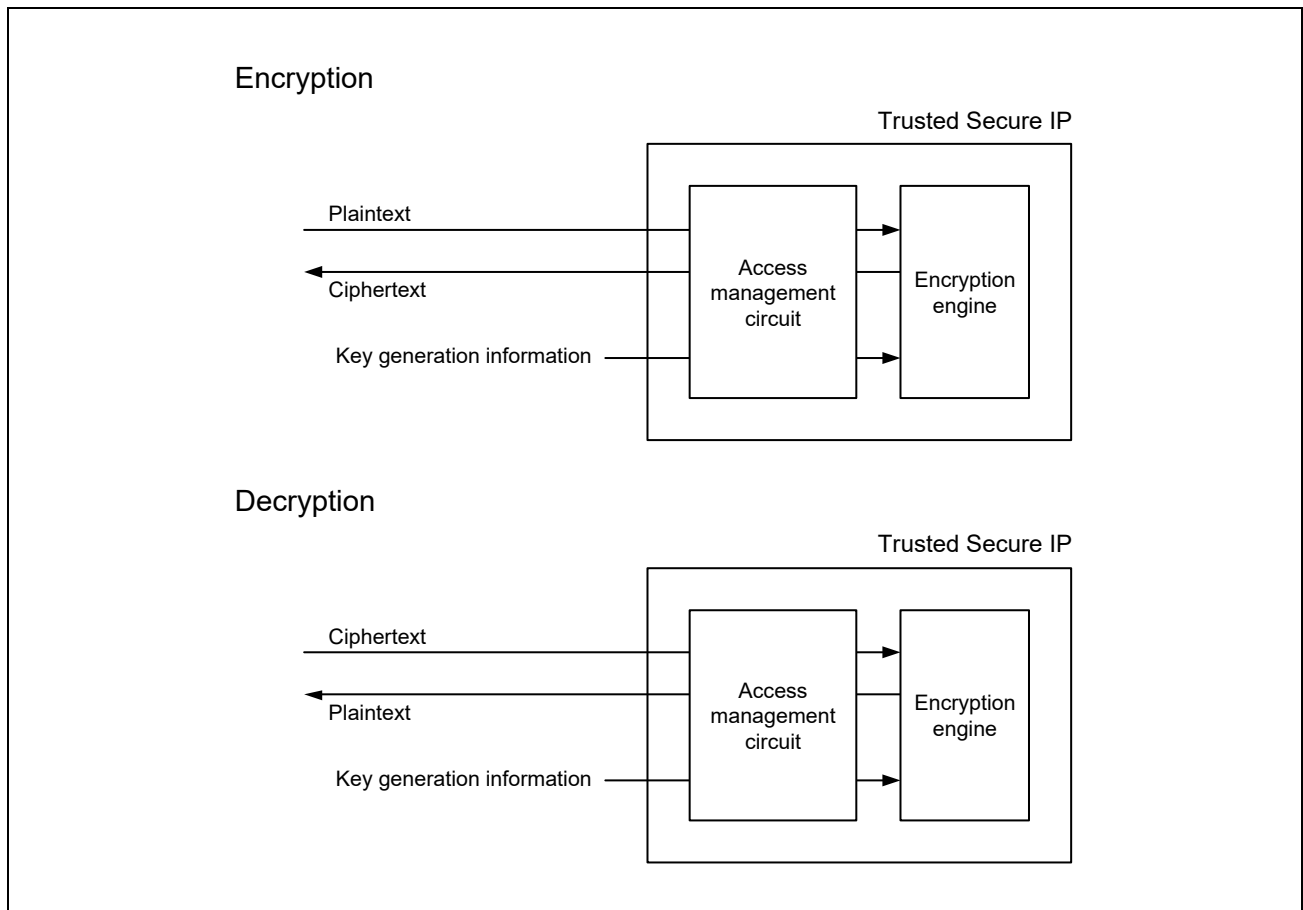 Encryption
Trusted Secure IP
Plaintext
Ciphertext
Key generation information
Access
management
circuit
Encryption
engine
Decryption
Trusted Secure IP
Ciphertext
Plaintext
Key generation information
Access
management
circuit
Encryption
engine